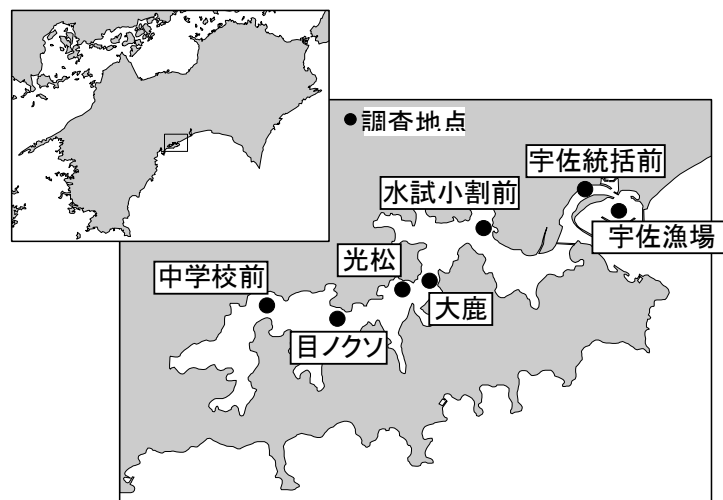 調査地点
宇佐統括前
水試小割前
宇佐漁場
光松
中学校前
大鹿
目ノクソ